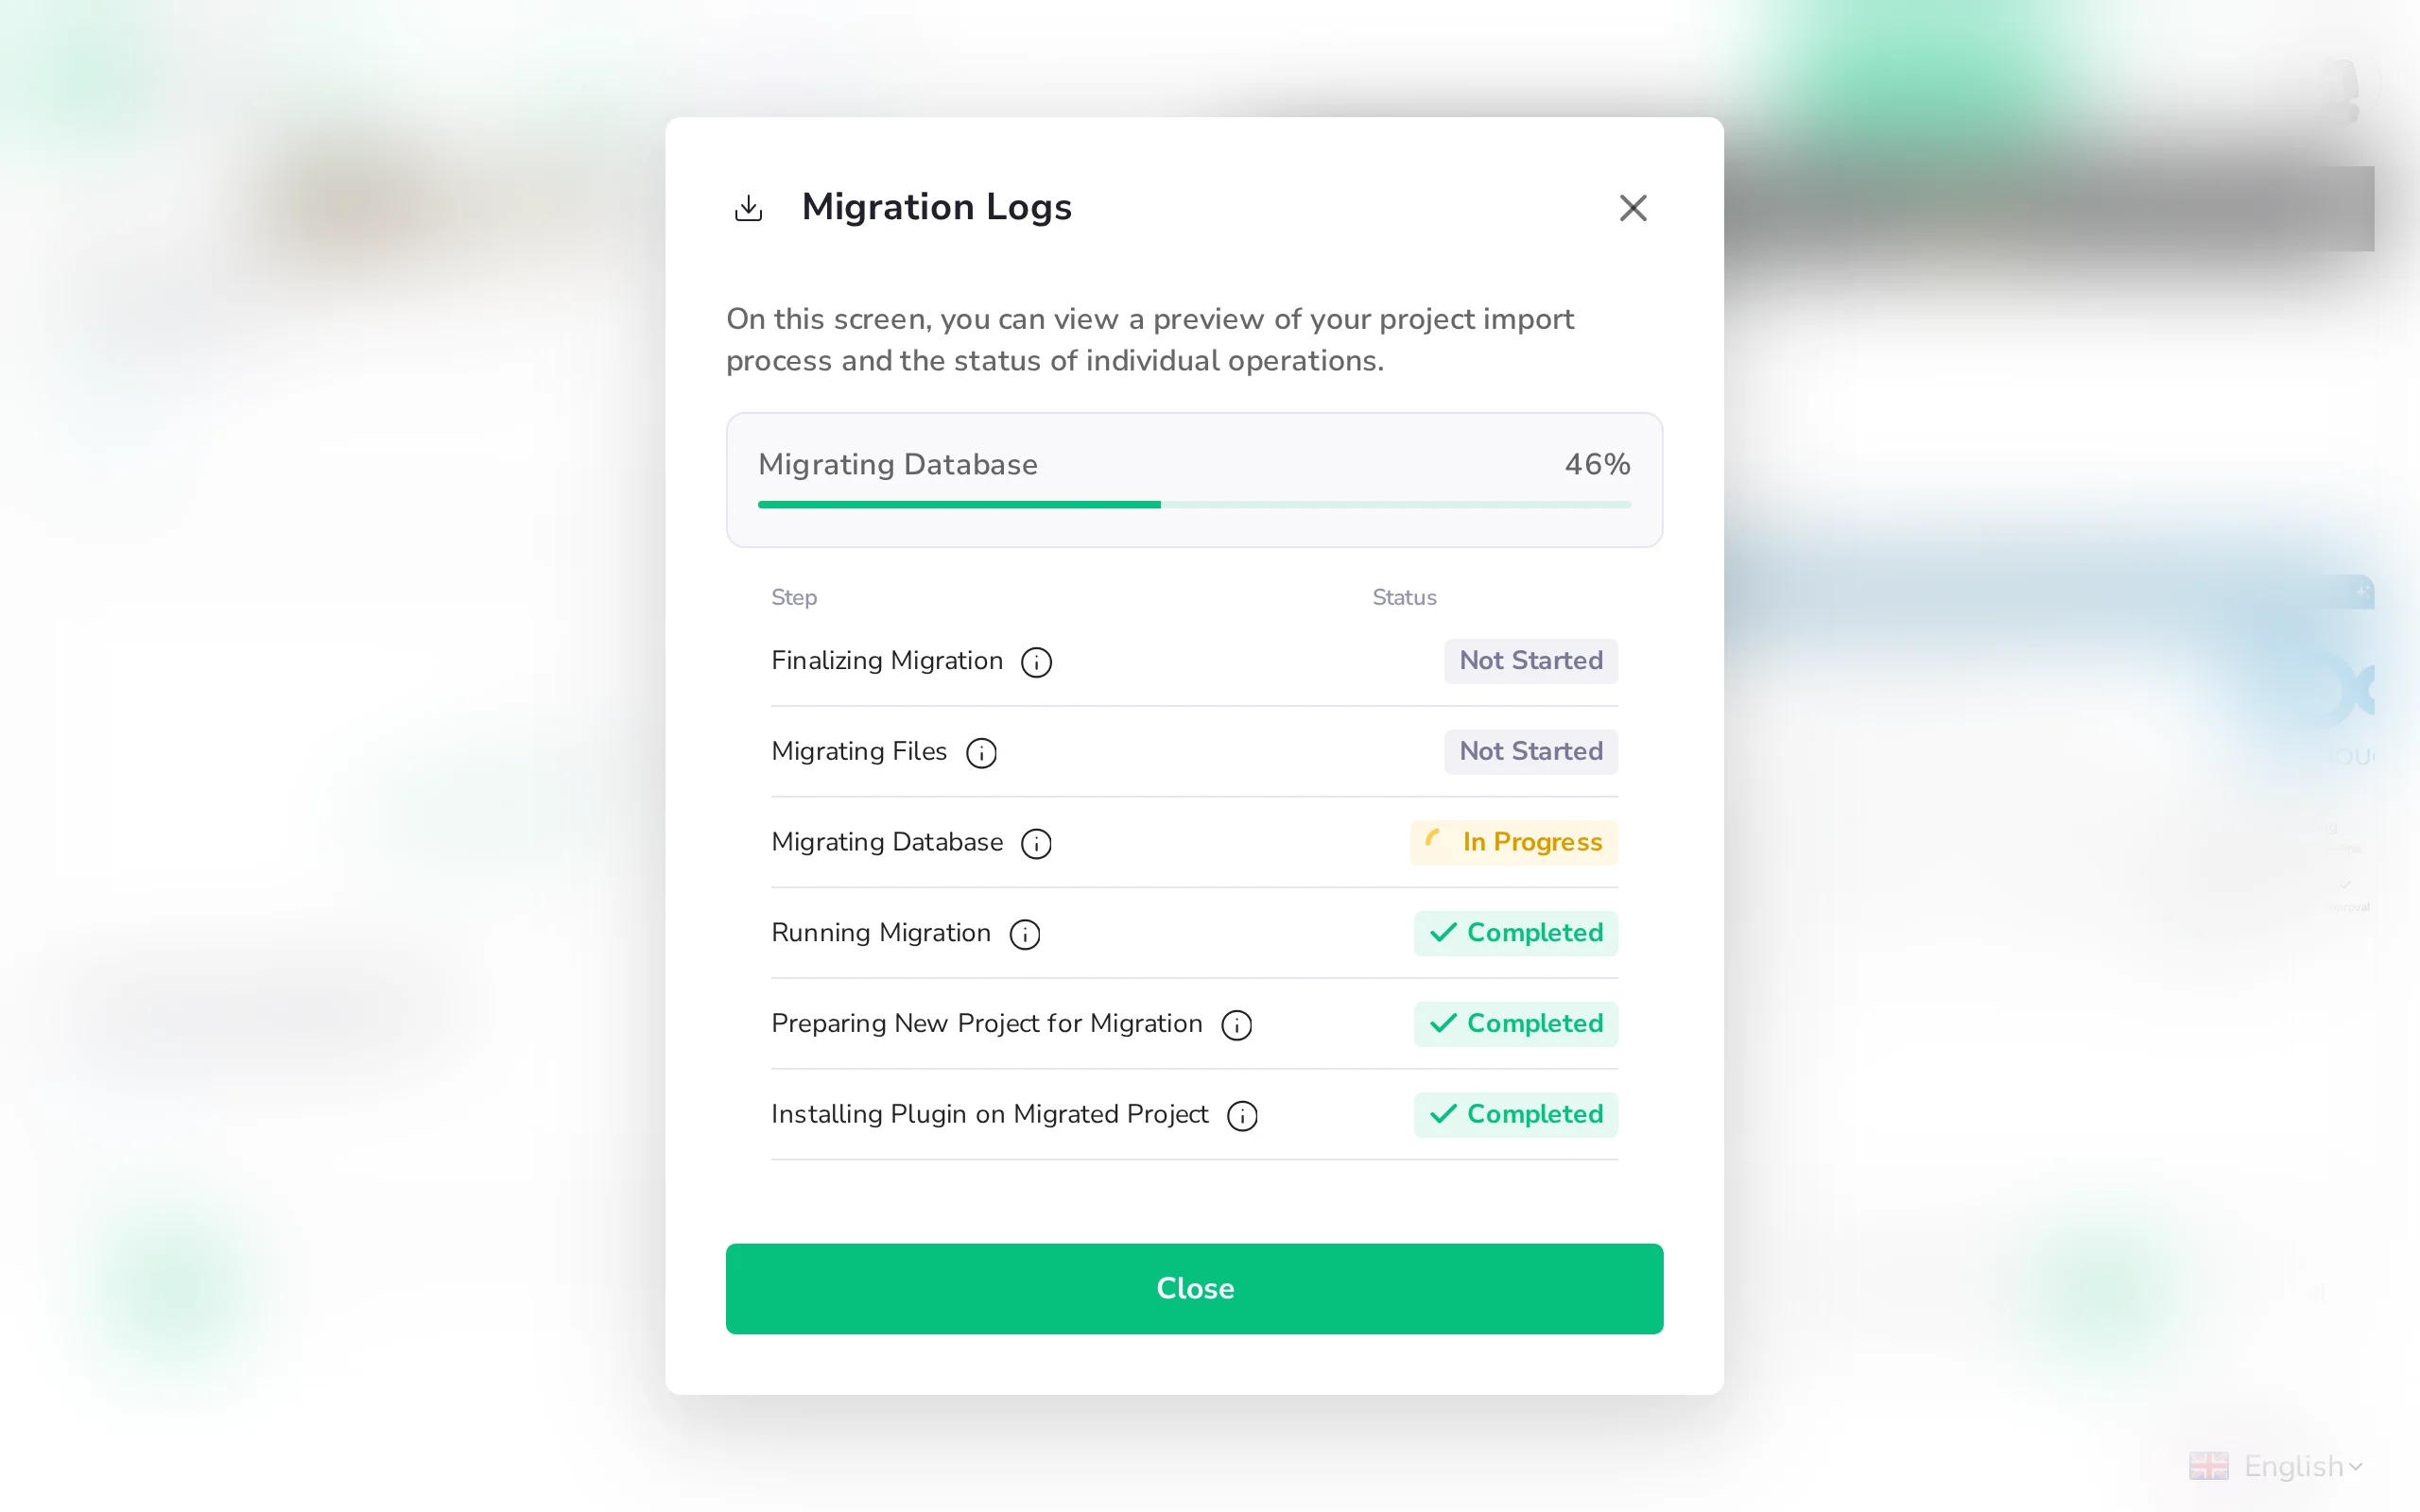 Migration Logs
On this screen, you can view a preview of your project import
process and the status of individual operations.
Migrating Database 46%
Step Status
Finalizing Migration Not Started
Migrating Files Not Started
Migrating Database In Progress
Running Migration Completed
Preparing New Project for Migration Completed
Installing Plugin on Migrated Project Completed
Close
English